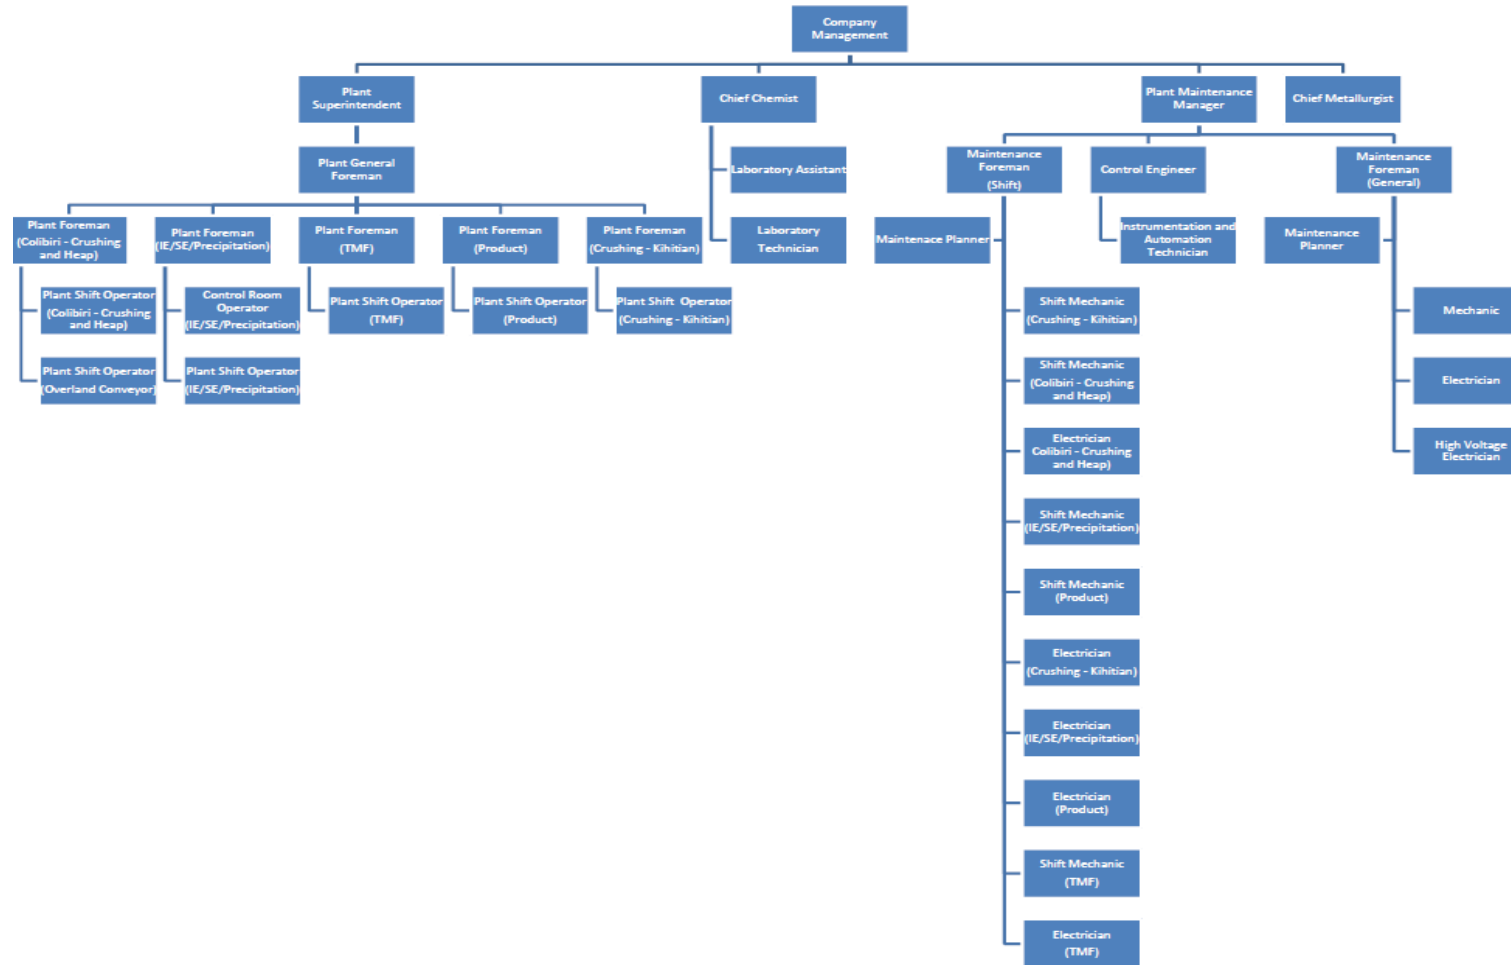 Company
Management
Plant
Superintendent
Chief Chemist
Plant Maintenance
Manager
Chief Metallurgist
Plant General
Foreman
Laboratory Assistant
Maintenance
Foreman
(Shift)
Control Engineer
Maintenance
Foreman
(General)
Plant Foreman
(Colibiri - Crushing
and Heap)
Plant Foreman
(IE/SE/Precipitation)
Plant Foreman
(TMF)
Plant Foreman
(Product)
Plant Foreman
(Crushing - Kihitian)
Laboratory
Technician
Maintenace Planner
Instrumentation and
Automation
Technician
Maintenance
Planner
Plant Shift Operator
(Colibiri - Crushing
and Heap)
Control Room
Operator
(IE/SE/Precipitation)
Plant Shift Operator
(TMF)
Plant Shift Operator
(Product)
Plant Shift Operator
(Crushing - Kihitian)
Shift Mechanic
(Crushing - Kihitian)
Mechanic
Plant Shift Operator
(Overland Conveyor)
Plant Shift Operator
(IE/SE/Precipitation)
Shift Mechanic
(Colibiri - Crushing
and Heap)
Electrician
Electrician
Colibiri - Crushing
and Heap)
High Voltage
Electrician
Shift Mechanic
(IE/SE/Precipitation)
Shift Mechanic
(Product)
Electrician
(Crushing - Kihitian)
Electrician
(IE/SE/Precipitation)
Electrician
(Product)
Shift Mechanic
(TMF)
Electrician
(TMF)